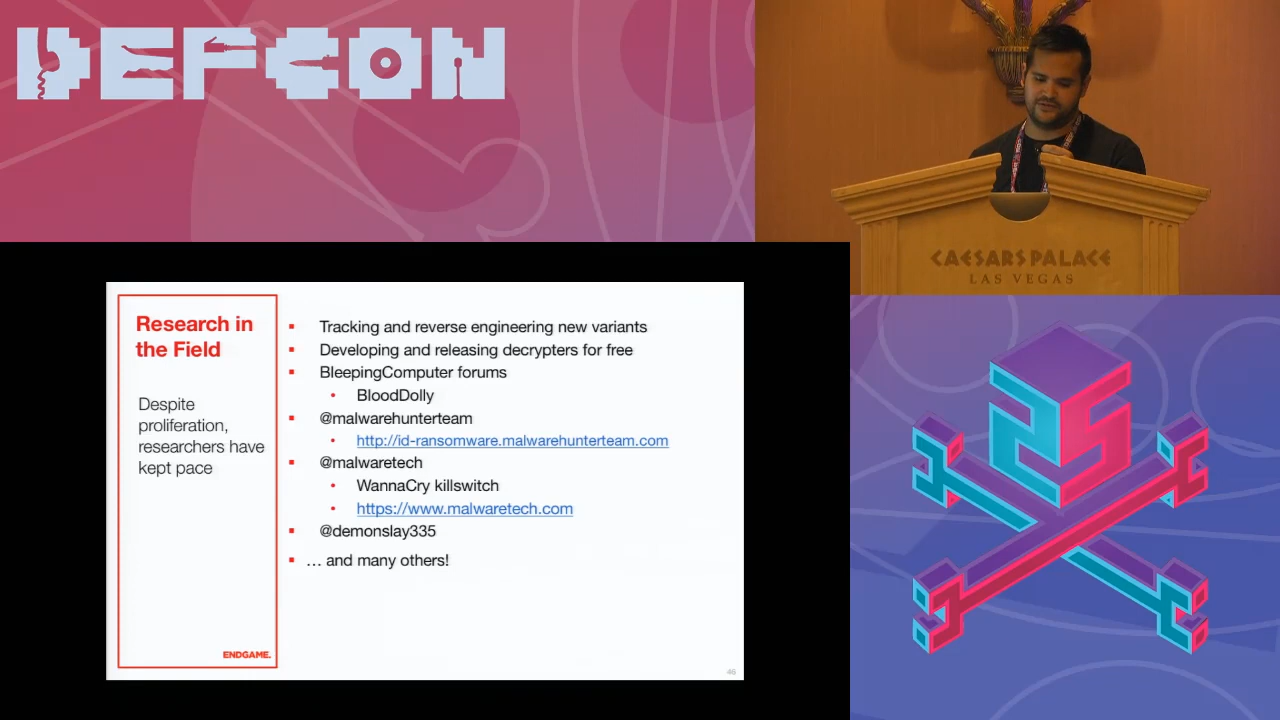 DEFCON
CAESARS PALACE
LAS VEGAS
Research in
the Field
Despite
proliferation,
researchers have
kept pace
ENDGAME.
Tracking and reverse engineering new variants
Developing and releasing decrypters for free
BleepingComputer forums
BloodDolly
@malwarehunterteam
http://id-ransomware.malwarehunterteam.com
@malwaretech
WannaCry killswitch
https://www.malwaretech.com
@demonslay335
… and many others!
46
25